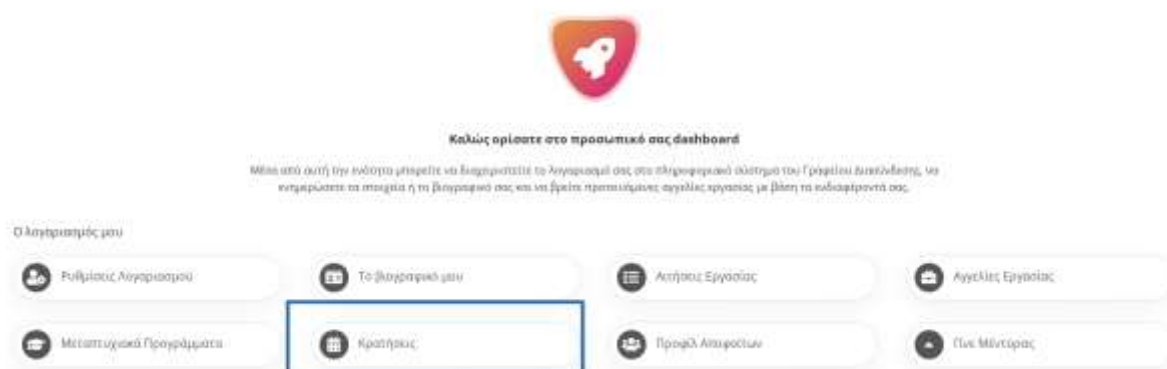 Καλώς ορίσατε στο προσωπικό σας dashboard
Μέσα από αυτή την ενότητα μπορείτε να διαχειριστείτε το λογαριασμό σας στο πληροφοριακό σύστημα του Γραφείου Διασύνδεσης, να
ενημερώσετε τα στοιχεία ή το βιογραφικό σας και να βρείτε προτεινόμενες αγγελίες εργασίας με βάση τα ενδιαφέροντά σας.
Ο λογαριασμός μου
Ρυθμίσεις Λογαριασμού
Το βιογραφικό μου
Αιτήσεις Εργασίας
Αγγελίες Εργασίας
Μεταπτυχιακά Προγράμματα
Κρατήσεις
Προφίλ Αποφοίτων
Γίνε Μέντορας